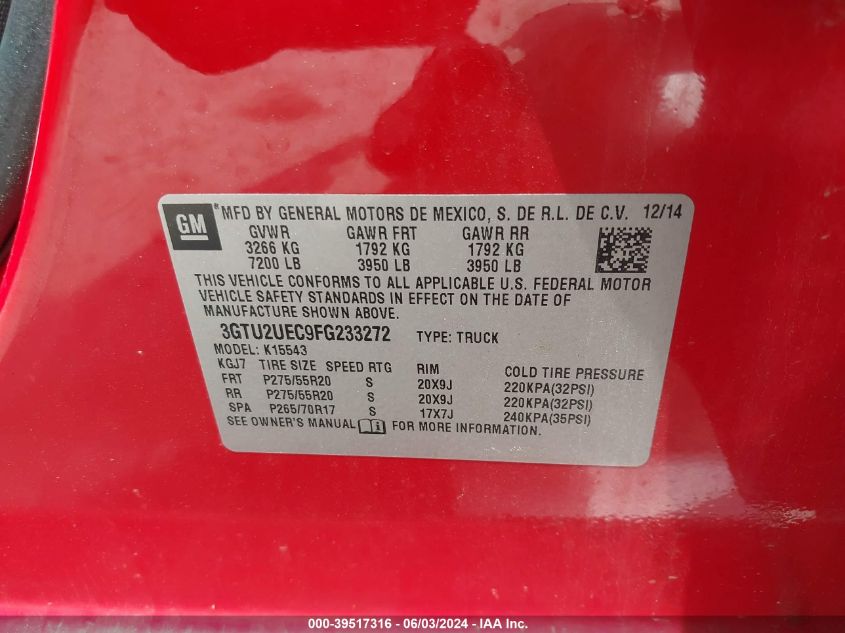 GM ® MFD BY GENERAL MOTORS DE MEXICO, S. DE R.L. DE C.V. 12/14
GVWR GAWR FRT GAWR RR
3266 KG 1792 KG 1792 KG
7200 LB 3950 LB 3950 LB
THIS VEHICLE CONFORMS TO ALL APPLICABLE U.S. FEDERAL MOTOR
VEHICLE SAFETY STANDARDS IN EFFECT ON THE DATE OF
MANUFACTURE SHOWN ABOVE.
3GTU2UEC9FG233272 TYPE: TRUCK
MODEL: K15543
KGJ7 TIRE SIZE SPEED RTG RIM COLD TIRE PRESSURE
FRT P275/55R20 S 20X9J 220KPA(32PSI)
RR P275/55R20 S 20X9J 220KPA(32PSI)
SPA P265/70R17 S 17X7J 240KPA(35PSI)
SEE OWNER'S MANUAL FOR MORE INFORMATION.
000-39517316 | 06/03/2024 - IAA Inc.